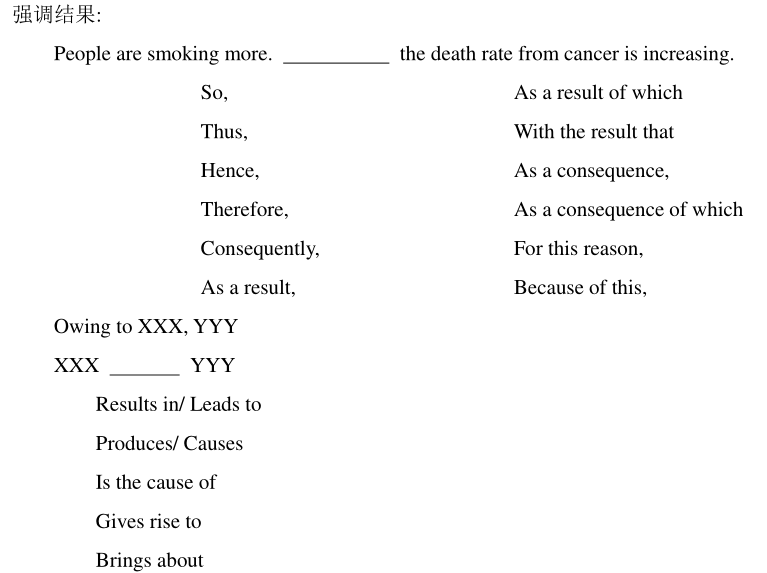 强调结果:
People are smoking more. __________ the death rate from cancer is increasing.
So, As a result of which
Thus, With the result that
Hence, As a consequence,
Therefore, As a consequence of which
Consequently, For this reason,
As a result, Because of this,
Owing to XXX, YYY
XXX _______ YYY
Results in/ Leads to
Produces/ Causes
Is the cause of
Gives rise to
Brings about